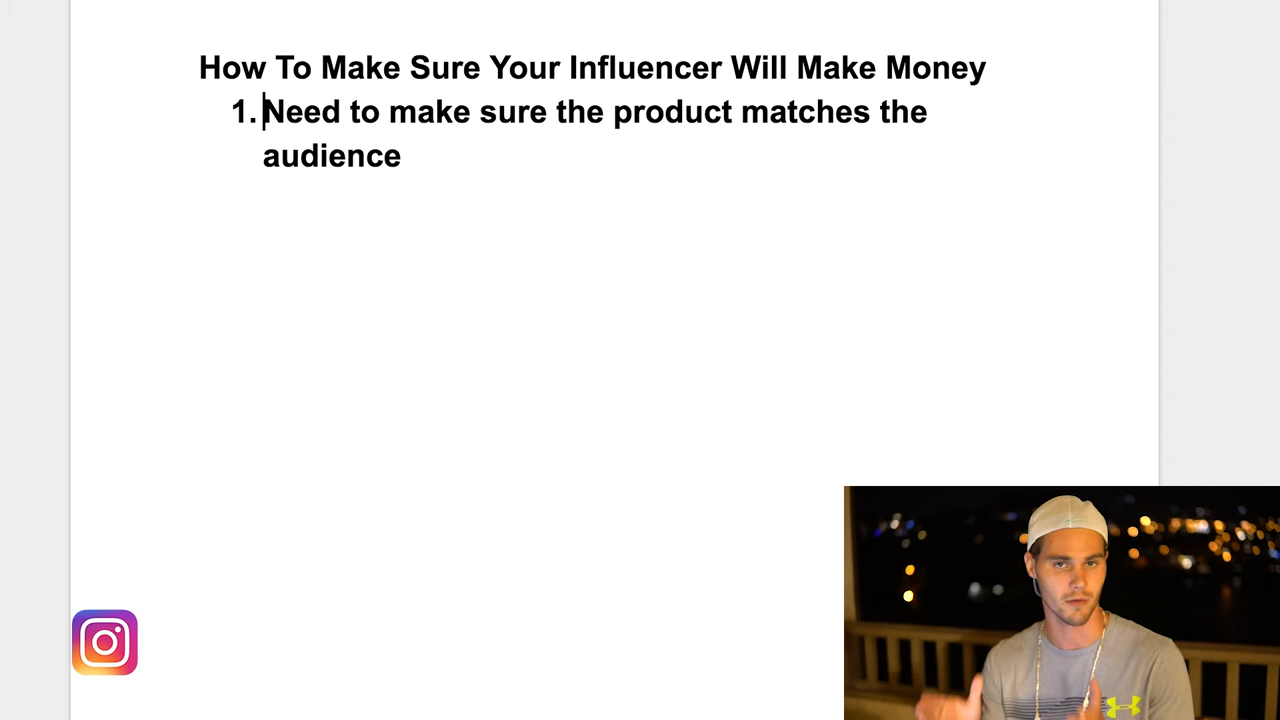 How To Make Sure Your Influencer Will Make Money
1. Need to make sure the product matches the
audience